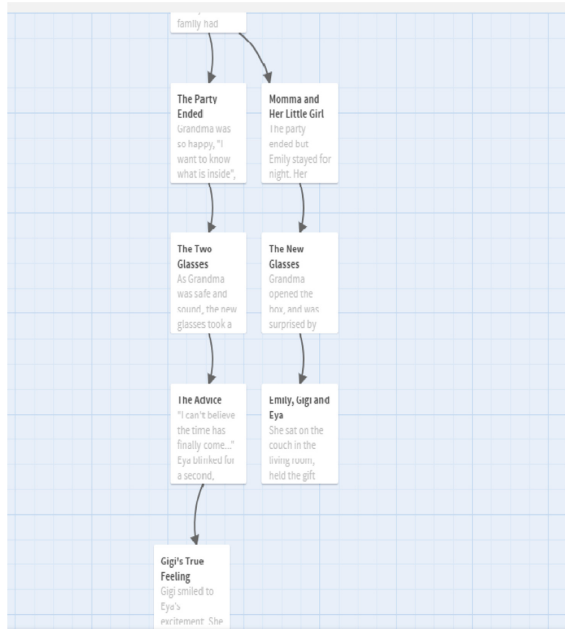 family had
The Party
Ended
Grandma was
so happy, "I
want to know
what is inside",
Momma and
Her Little Girl
The party
ended but
Emily stayed for
night. Her
The Two
Glasses
As Grandma
was safe and
sound, the new
glasses took a
The New
Glasses
Grandma
opened the
box, and was
surprised by
The Advice
"I can't believe
the time has
finally come..."
Eya blinked for
a second,
Emily, Gigi and
Eya
She sat on the
couch in the
living room,
held the gift
Gigi's True
Feeling
Gigi smiled to
Eya's
excitement. She